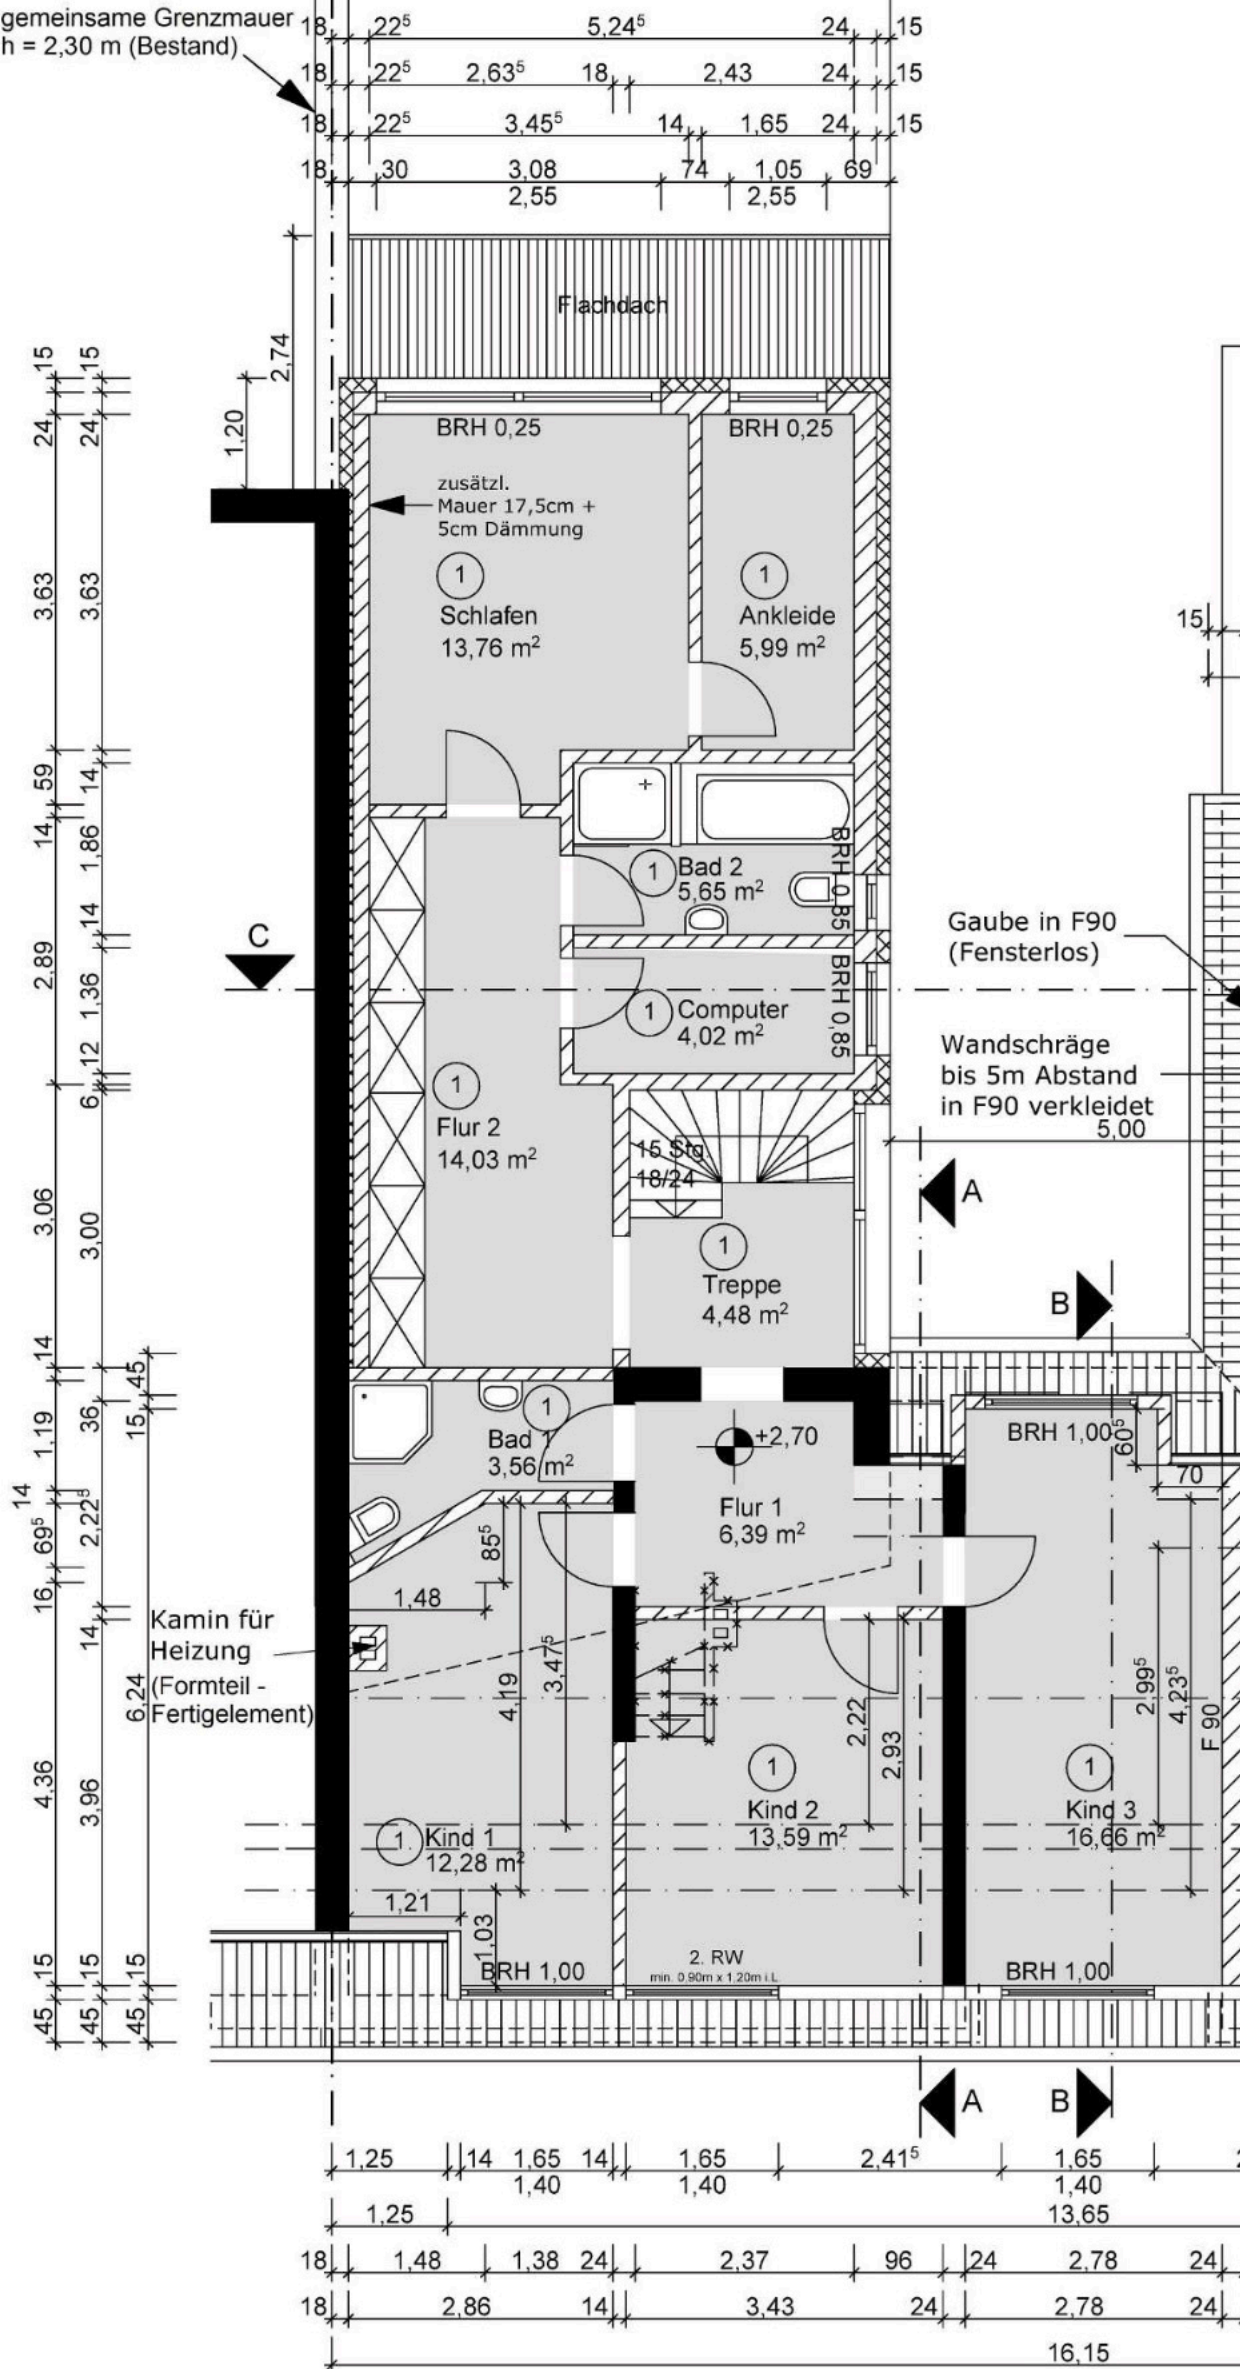 gemeinsame Grenzmauer
h = 2,30 m (Bestand)
18 22⁵ 5,24⁵ 24 15
18 22⁵ 2,63⁵ 18 2,43 24 15
18 22⁵ 3,45⁵ 14 1,65 24 15
18 30 3,08 74 1,05 69
2,55 2,55
Flachdach
2,74
1,20
15 15
24 24
3,63 3,63
59 14
14 1,86
14
2,89 1,36
12
6
3,06 3,00
14
BRH 0,25 BRH 0,25
zusätzl.
Mauer 17,5cm +
5cm Dämmung
1 Schlafen
13,76 m²
1 Ankleide
5,99 m²
15
1 Bad 2
5,65 m²
BRH 0,85
C
Gaube in F90
(Fensterlos)
1 Computer
4,02 m²
BRH 0,85
Wandschräge
bis 5m Abstand
in F90 verkleidet
5,00
1 Flur 2
14,03 m²
15 Stg.
18/24
A
1 Treppe
4,48 m²
B
45
36
15
1,19
14
2,22⁵
69⁵
16
14
6,24
4,36 3,96
15 15 15
45 45 45
1 Bad 1
3,56 m²
+2,70
BRH 1,00
60⁵
70
Flur 1
6,39 m²
85⁵
1,48
Kamin für
Heizung
(Formteil -
Fertigelement)
4,19
3,47⁵
2,22
2,93
2,99⁵
4,23⁵
F 90
1 Kind 1
12,28 m²
1 Kind 2
13,59 m²
1 Kind 3
16,66 m²
1,21
1,03
BRH 1,00
2. RW
min. 0,90m x 1,20m i.L.
BRH 1,00
A B
1,25 14 1,65 14 1,65 2,41⁵ 1,65
1,40 1,40 1,40
1,25 13,65
18 1,48 1,38 24 2,37 96 24 2,78 24
18 2,86 14 3,43 24 2,78 24
16,15